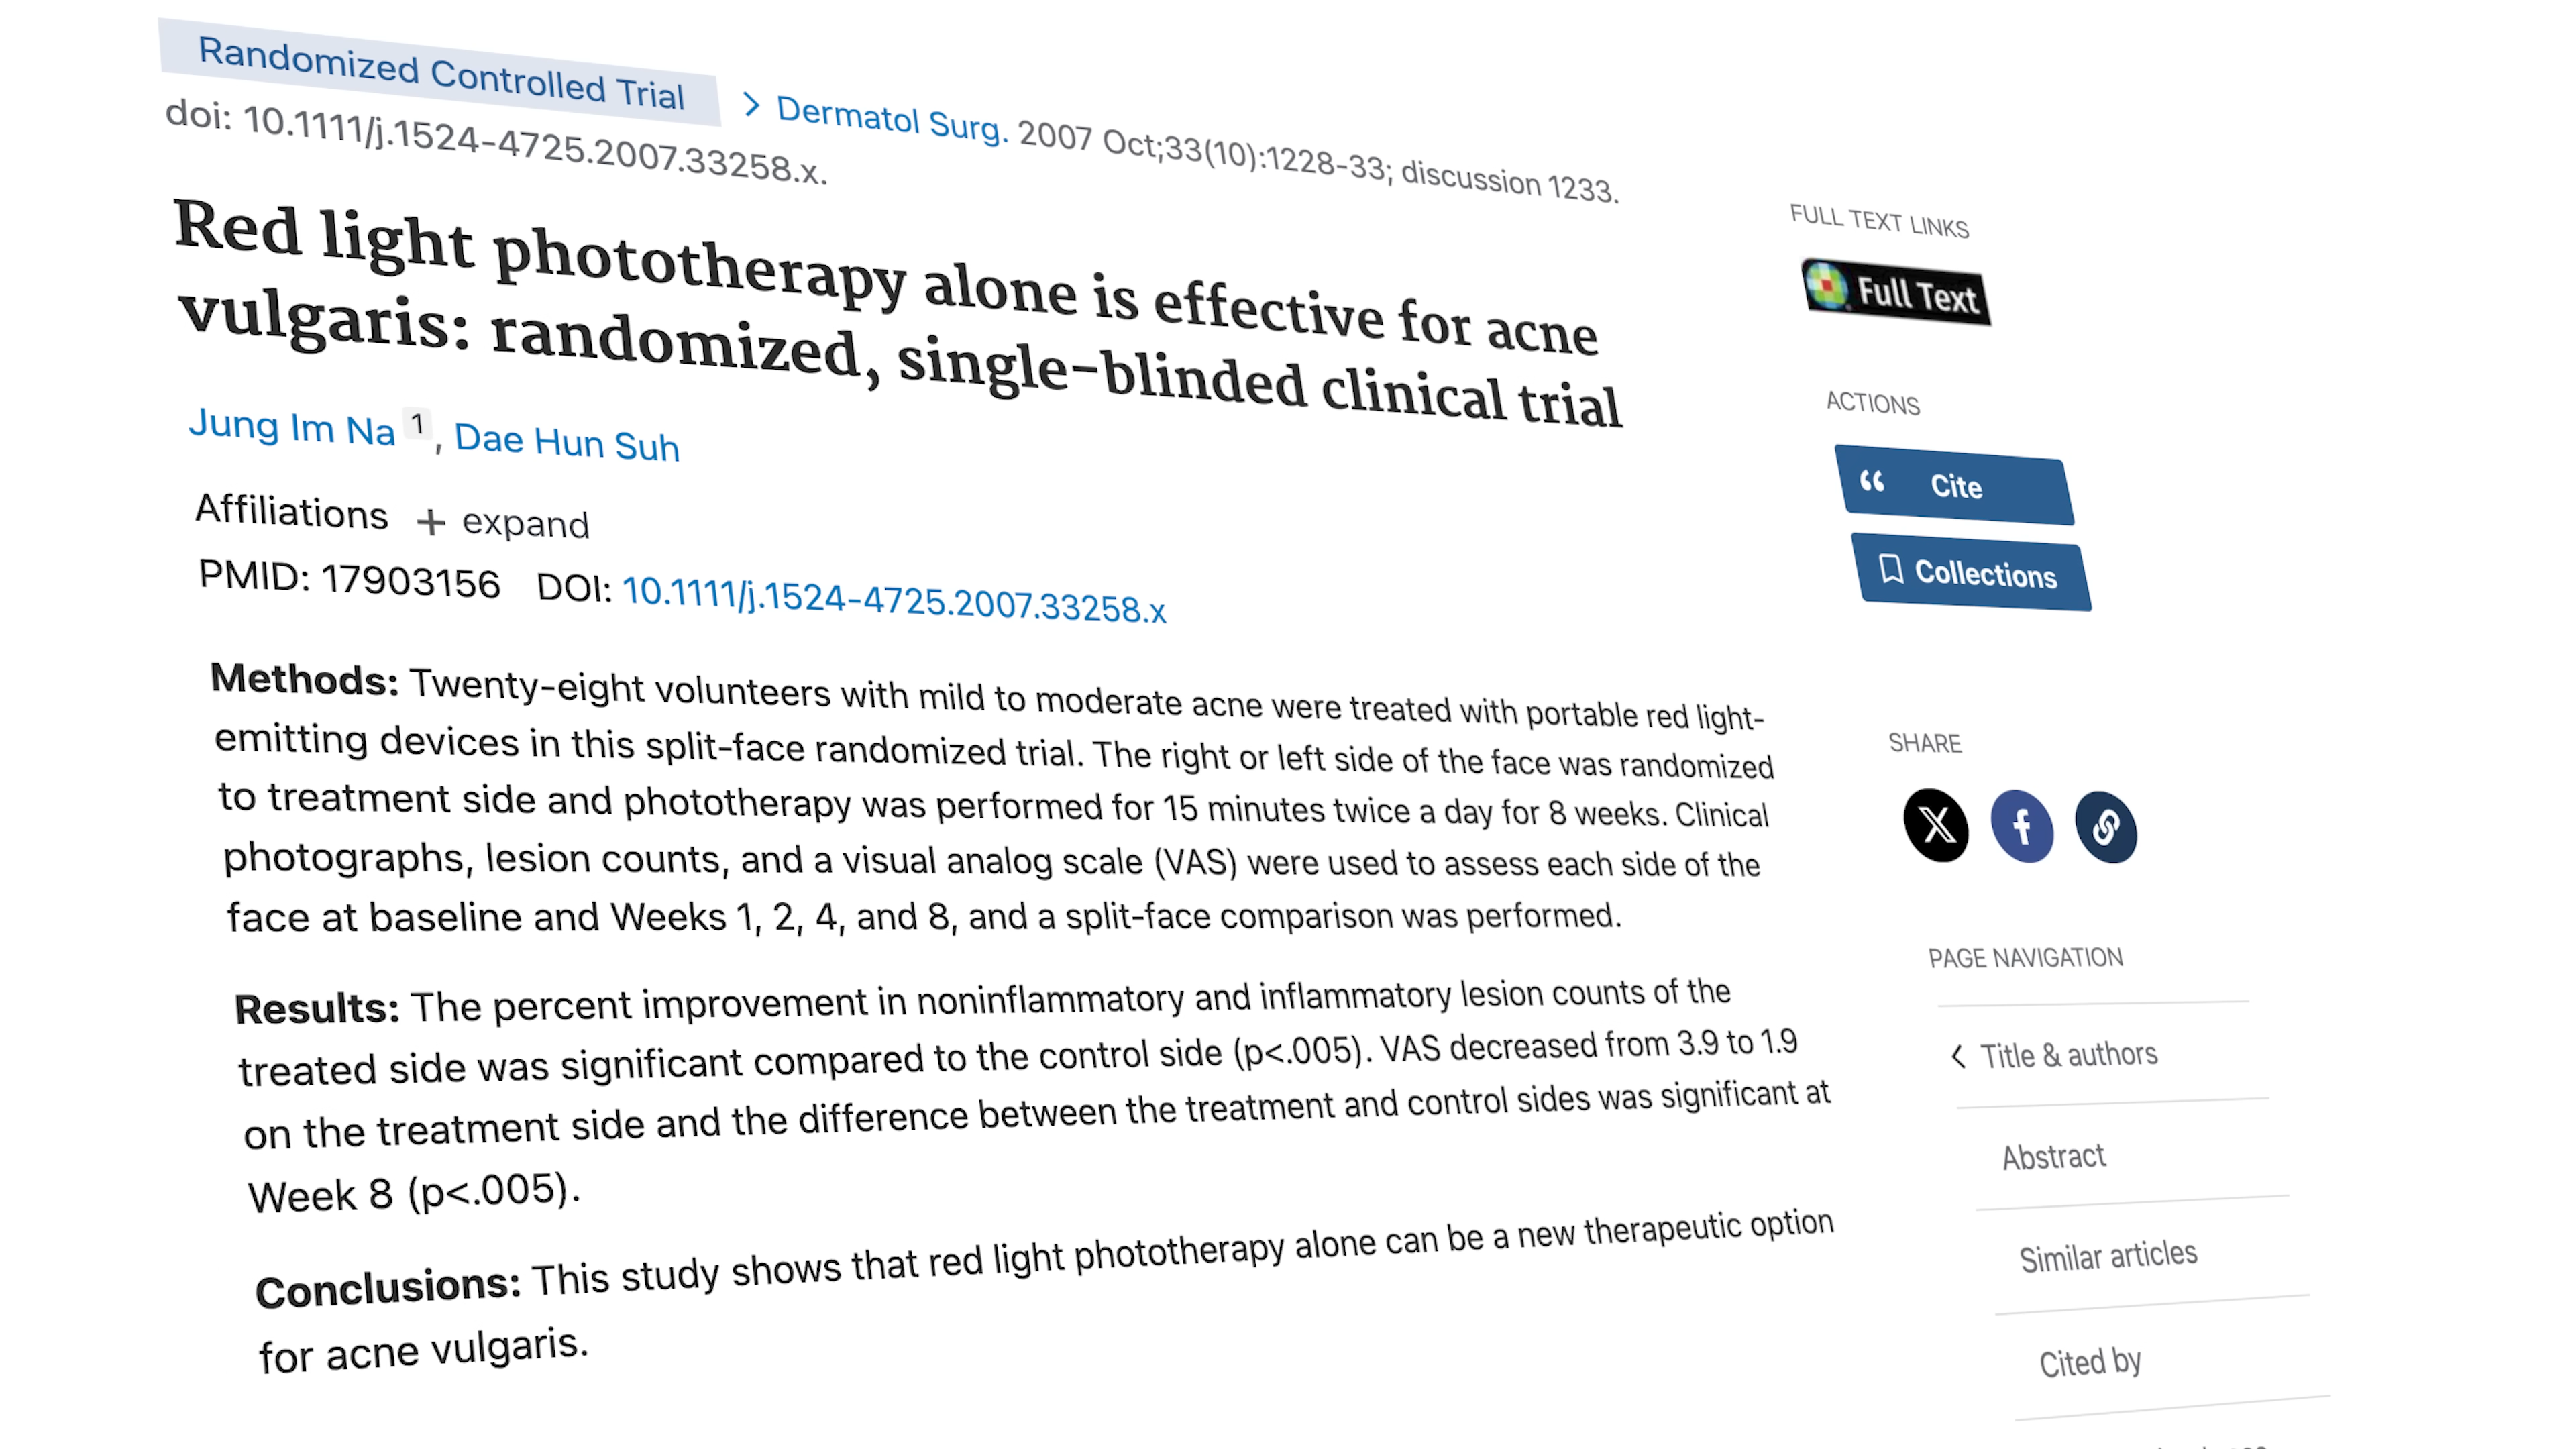 Randomized Controlled Trial
> Dermatol Surg. 2007 Oct;33(10):1228-33; discussion 1233.
doi: 10.1111/j.1524-4725.2007.33258.x.
Red light phototherapy alone is effective for acne
vulgaris: randomized, single-blinded clinical trial
Jung Im Na 1, Dae Hun Suh
Affiliations + expand
PMID: 17903156 DOI: 10.1111/j.1524-4725.2007.33258.x
Methods: Twenty-eight volunteers with mild to moderate acne were treated with portable red light-
emitting devices in this split-face randomized trial. The right or left side of the face was randomized
to treatment side and phototherapy was performed for 15 minutes twice a day for 8 weeks. Clinical
photographs, lesion counts, and a visual analog scale (VAS) were used to assess each side of the
face at baseline and Weeks 1, 2, 4, and 8, and a split-face comparison was performed.
Results: The percent improvement in noninflammatory and inflammatory lesion counts of the
treated side was significant compared to the control side (p<.005). VAS decreased from 3.9 to 1.9
on the treatment side and the difference between the treatment and control sides was significant at
Week 8 (p<.005).
Conclusions: This study shows that red light phototherapy alone can be a new therapeutic option
for acne vulgaris.
FULL TEXT LINKS
Full Text
ACTIONS
Cite
Collections
SHARE
PAGE NAVIGATION
Title & authors
Abstract
Similar articles
Cited by